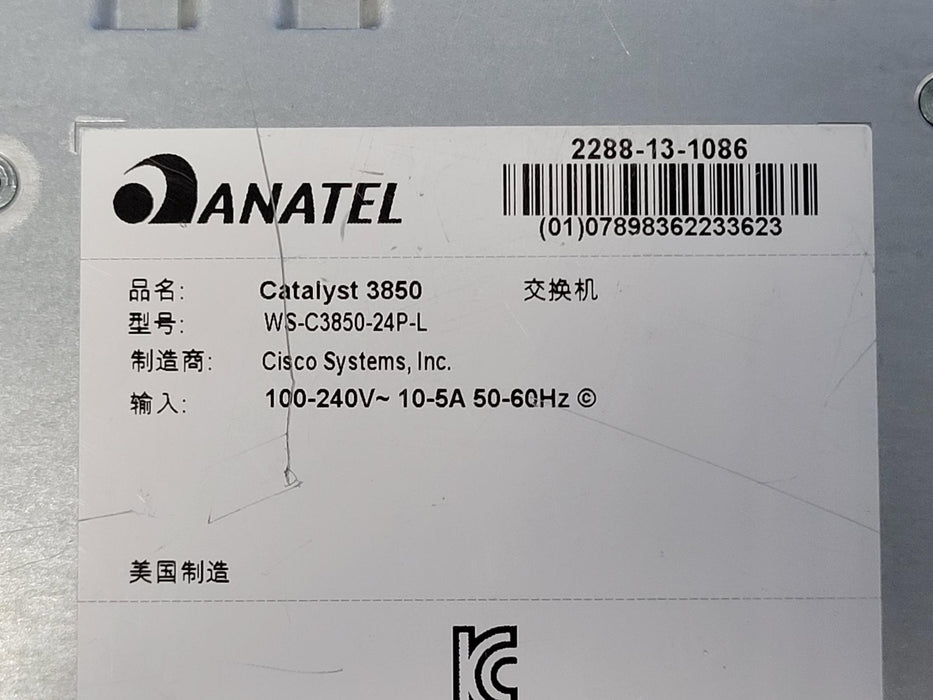 ANATEL
2288-13-1086
(01)07898362233623
品名: Catalyst 3850 交换机
型号: WS-C3850-24P-L
制造商: Cisco Systems, Inc.
输入: 100-240V~ 10-5A 50-60Hz ©
美国制造